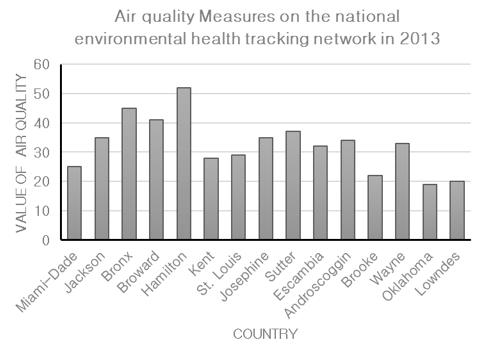 Air quality Measures on the national
environmental health tracking network in 2013
VALUE OF AIR QUALITY
60
50
40
30
20
10
0
Miami-Dade
Jackson
Bronx
Broward
Hamilton
Kent
St. Louis
Josephine
Sutter
Escambia
Androscoggin
Brooke
Wayne
Oklahoma
Lowndes
COUNTRY